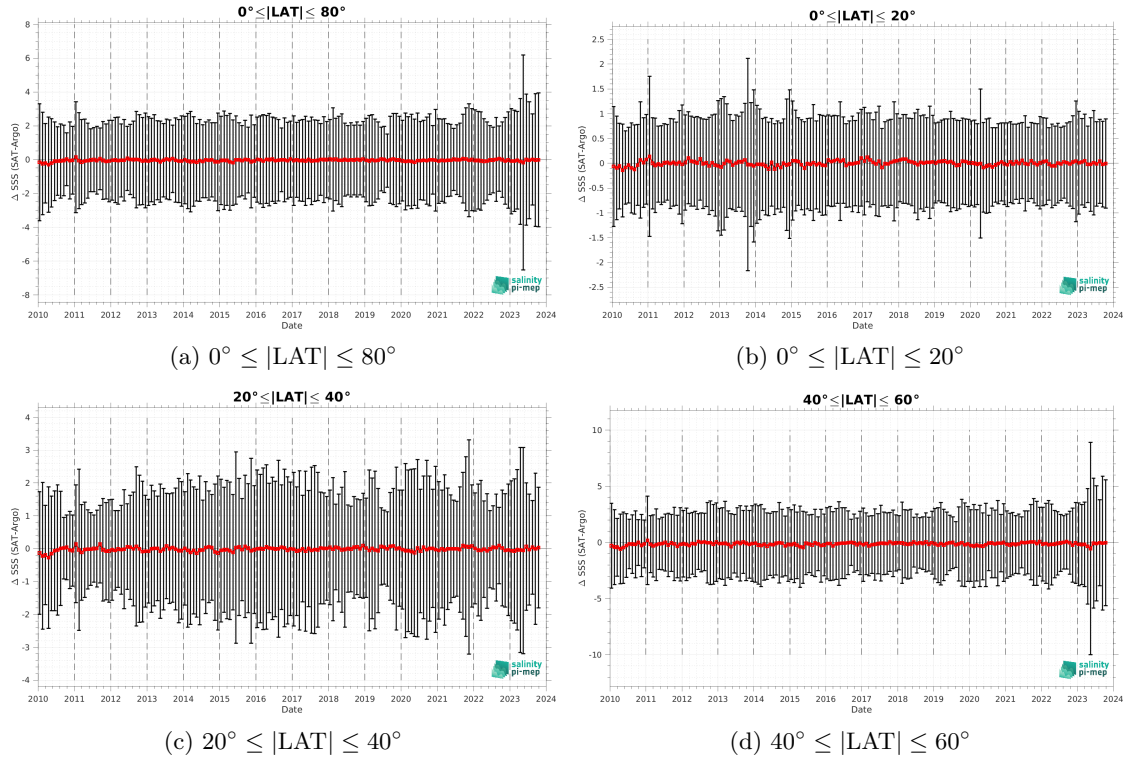 0°≤|LAT|≤ 80°
Δ SSS (SAT-Argo)
8
6
4
2
0
-2
-4
-6
-8
salinity
pi-mep
2010 2011 2012 2013 2014 2015 2016 2017 2018 2019 2020 2021 2022 2023 2024
Date
(a) 0° ≤ |LAT| ≤ 80°
0°≤|LAT|≤ 20°
Δ SSS (SAT-Argo)
2.5
2
1.5
1
0.5
0
-0.5
-1
-1.5
-2
-2.5
salinity
pi-mep
2010 2011 2012 2013 2014 2015 2016 2017 2018 2019 2020 2021 2022 2023 2024
Date
(b) 0° ≤ |LAT| ≤ 20°
20°≤|LAT|≤ 40°
Δ SSS (SAT-Argo)
4
3
2
1
0
-1
-2
-3
-4
salinity
pi-mep
2010 2011 2012 2013 2014 2015 2016 2017 2018 2019 2020 2021 2022 2023 2024
Date
(c) 20° ≤ |LAT| ≤ 40°
40°≤|LAT|≤ 60°
Δ SSS (SAT-Argo)
10
5
0
-5
-10
salinity
pi-mep
2010 2011 2012 2013 2014 2015 2016 2017 2018 2019 2020 2021 2022 2023 2024
Date
(d) 40° ≤ |LAT| ≤ 60°